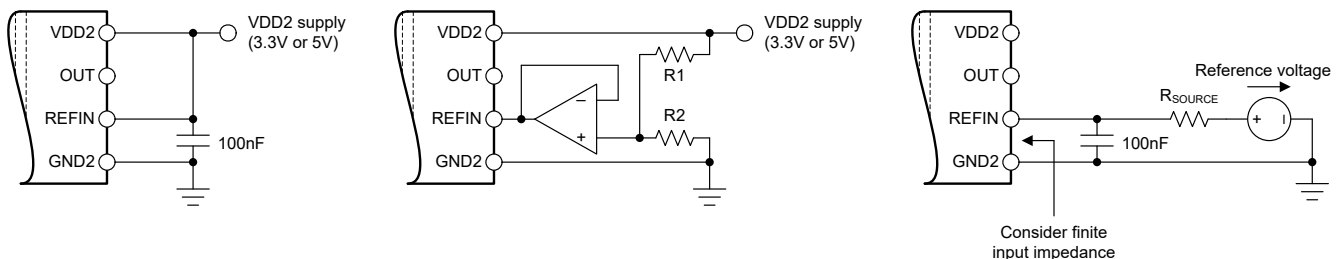 VDD2
OUT
REFIN
GND2
100nF
VDD2 supply
(3.3V or 5V)
VDD2
OUT
REFIN
GND2
−
+
R1
R2
VDD2 supply
(3.3V or 5V)
VDD2
OUT
REFIN
GND2
100nF
RSOURCE
Reference voltage
+
−
Consider finite
input impedance